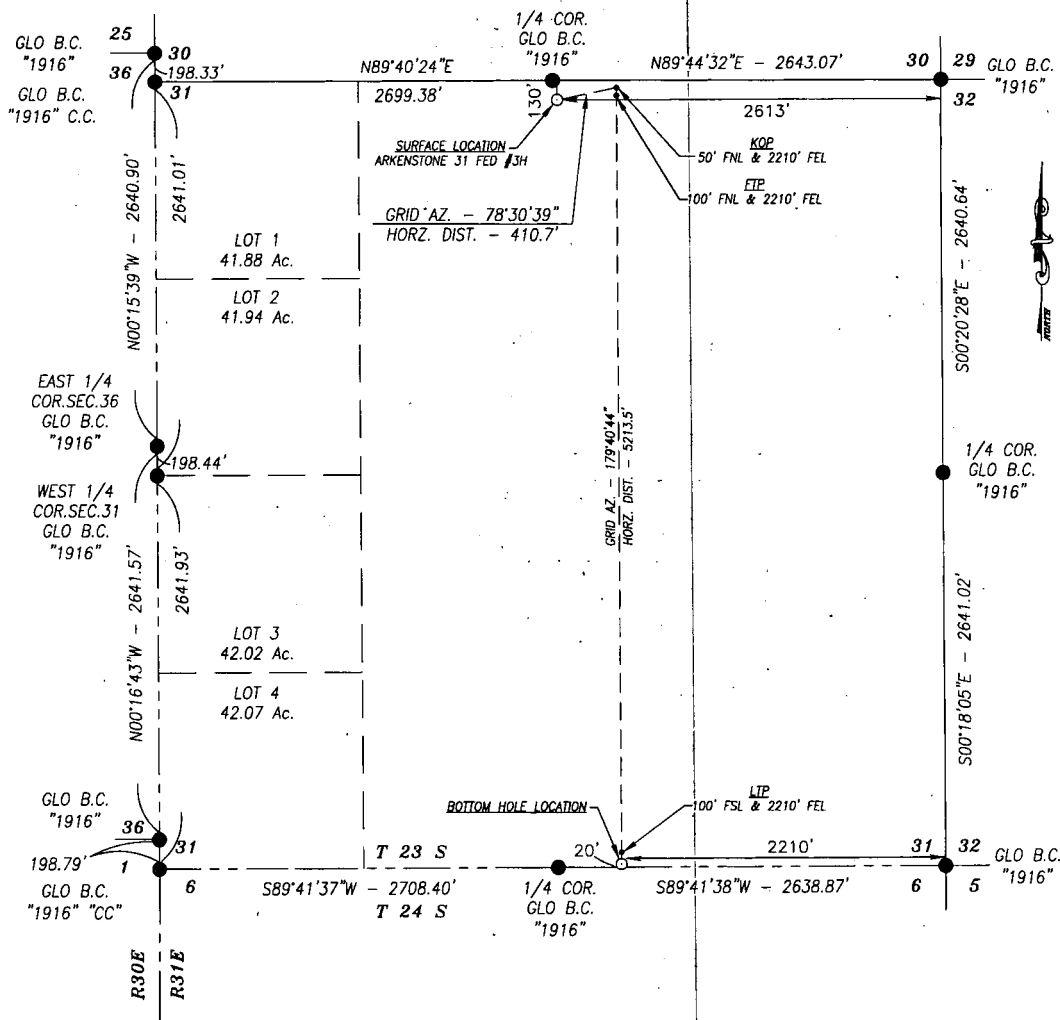 25
30
36
31
GLO B.C.
"1916"
198.33'
GLO B.C.
"1916" C.C.
N89°40'24"E
2699.38'
1/4 COR.
GLO B.C.
"1916"
N89°44'32"E - 2643.07'
30
29
32
GLO B.C.
"1916"
130'
2613'
SURFACE LOCATION
ARKENSTONE 31 FED #3H
KOP
50' FNL & 2210' FEL
FTP
100' FNL & 2210' FEL
GRID AZ. - 78°30'39"
HORZ. DIST. - 410.7'
N00°15'39"W - 2640.90'
2641.01'
LOT 1
41.88 Ac.
LOT 2
41.94 Ac.
S00°20'28"E - 2640.64'
NORTH
EAST 1/4
COR.SEC.36
GLO B.C.
"1916"
198.44'
WEST 1/4
COR.SEC.31
GLO B.C.
"1916"
GRID AZ. - 179°40'44"
HORZ. DIST. - 5213.5'
1/4 COR.
GLO B.C.
"1916"
N00°16'43"W - 2641.57'
2641.93'
LOT 3
42.02 Ac.
LOT 4
42.07 Ac.
S00°18'05"E - 2641.02'
GLO B.C.
"1916"
36
31
198.79'
1
6
GLO B.C.
"1916" "CC"
BOTTOM HOLE LOCATION
LTP
100' FSL & 2210' FEL
T 23 S
20'
2210'
31
32
GLO B.C.
"1916"
S89°41'37"W - 2708.40'
1/4 COR.
GLO B.C.
"1916"
S89°41'38"W - 2638.87'
6
5
T 24 S
R30E
R31E